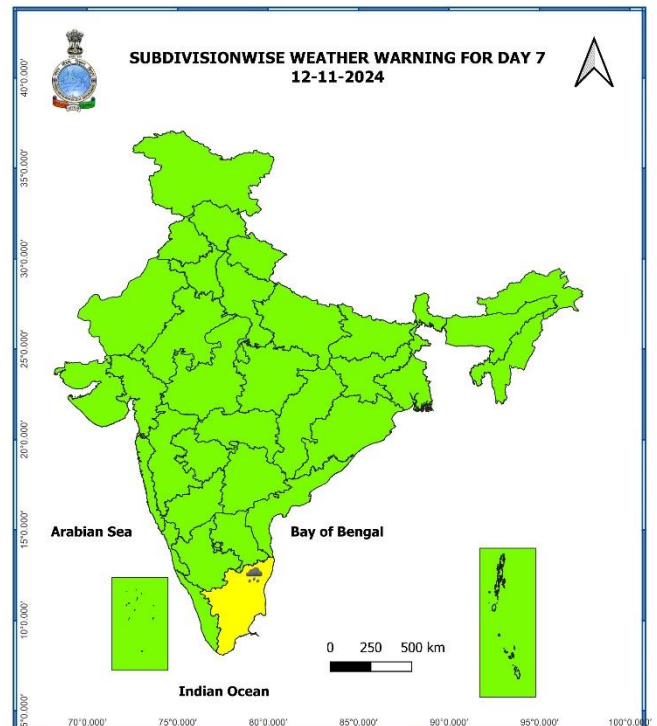 SUBDIVISIONWISE WEATHER WARNING FOR DAY 7
12-11-2024
40°0.000'
35°0.000'
30°0.000'
25°0.000'
20°0.000'
15°0.000'
10°0.000'
5°0.000'
Arabian Sea
Bay of Bengal
0 250 500 km
Indian Ocean
70°0.000' 75°0.000' 80°0.000' 85°0.000' 90°0.000' 95°0.000' 100°0.000'